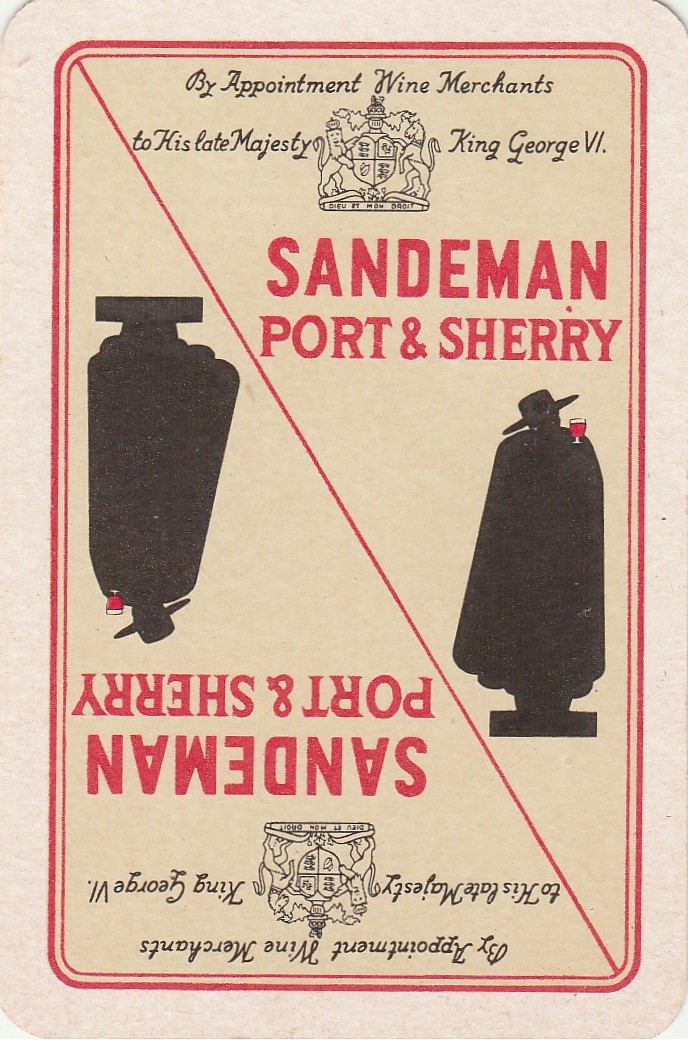 By Appointment Wine Merchants
to His late Majesty King George VI.
DIEU ET MON DROIT
SANDEMAN
PORT & SHERRY
SANDEMAN
PORT & SHERRY
DIEU ET MON DROIT
to His late Majesty King George VI.
By Appointment Wine Merchants